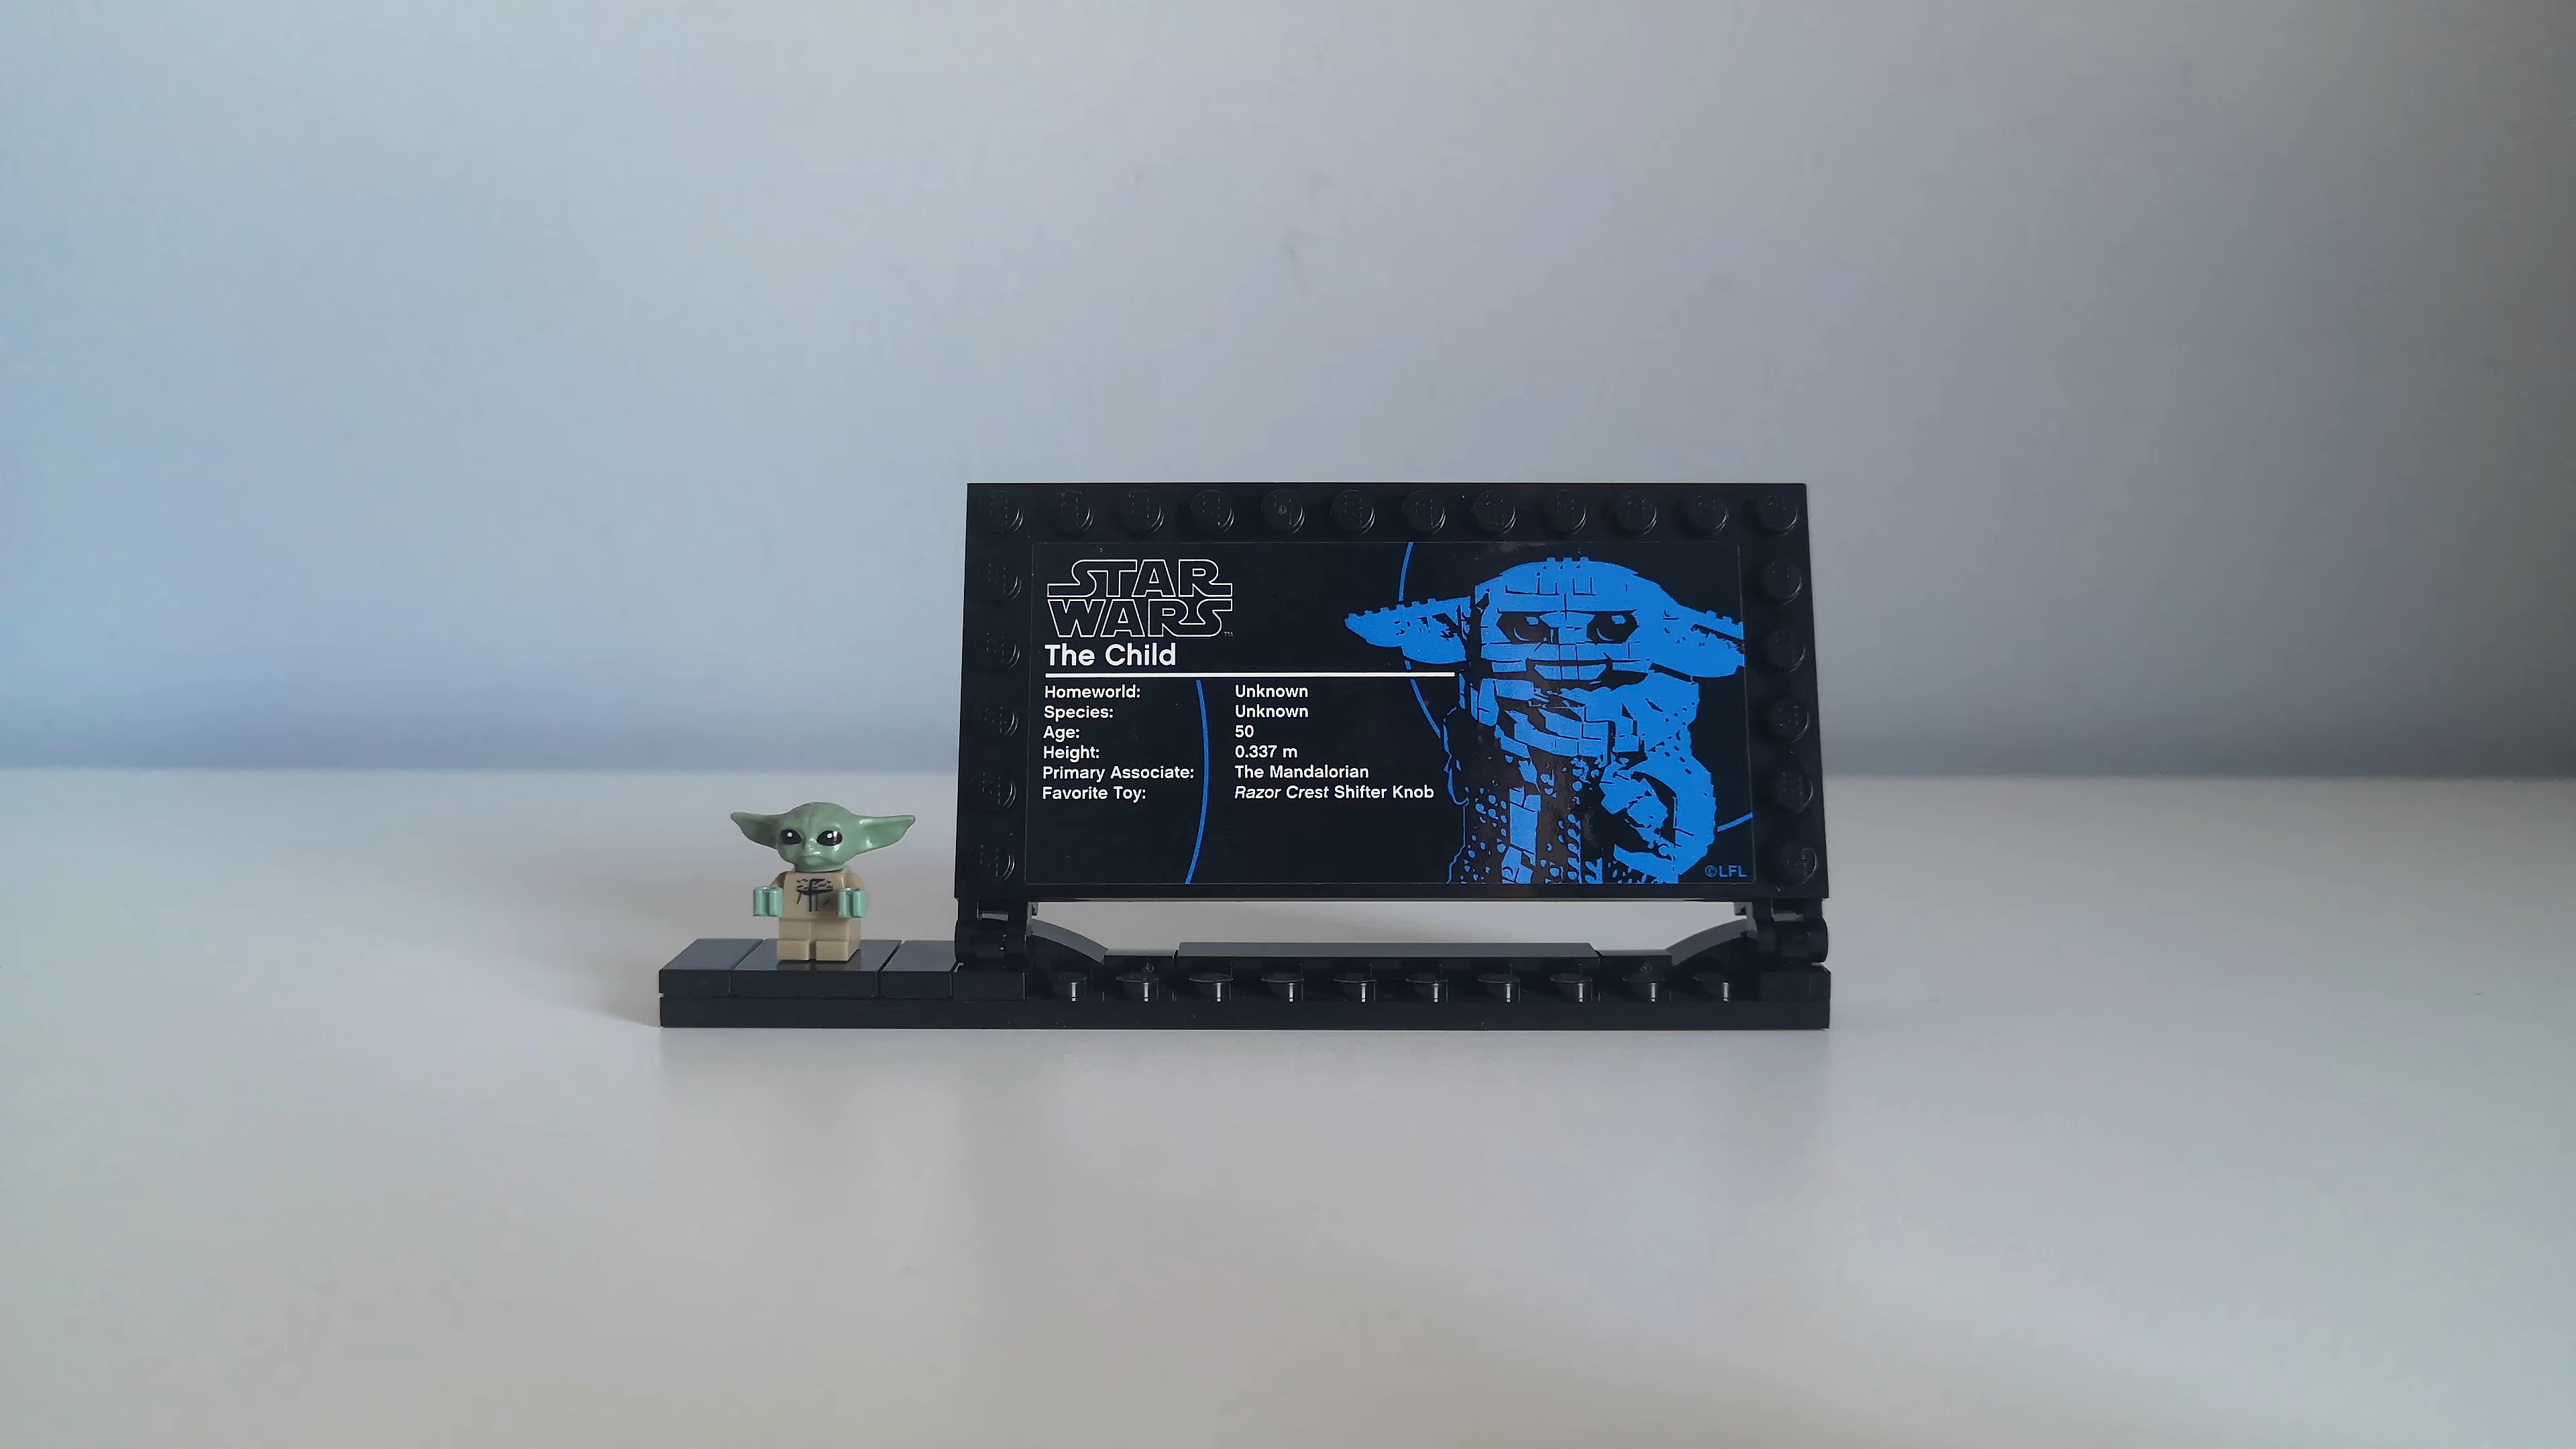 STAR
WARS™
The Child
Homeworld: Unknown
Species: Unknown
Age: 50
Height: 0.337 m
Primary Associate: The Mandalorian
Favorite Toy: Razor Crest Shifter Knob
©LFL